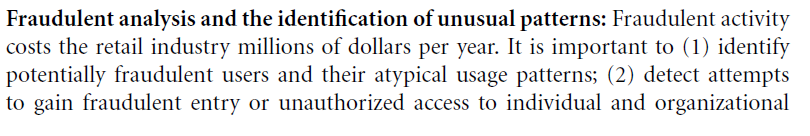 Fraudulent analysis and the identification of unusual patterns: Fraudulent activity
costs the retail industry millions of dollars per year. It is important to (1) identify
potentially fraudulent users and their atypical usage patterns; (2) detect attempts
to gain fraudulent entry or unauthorized access to individual and organizational